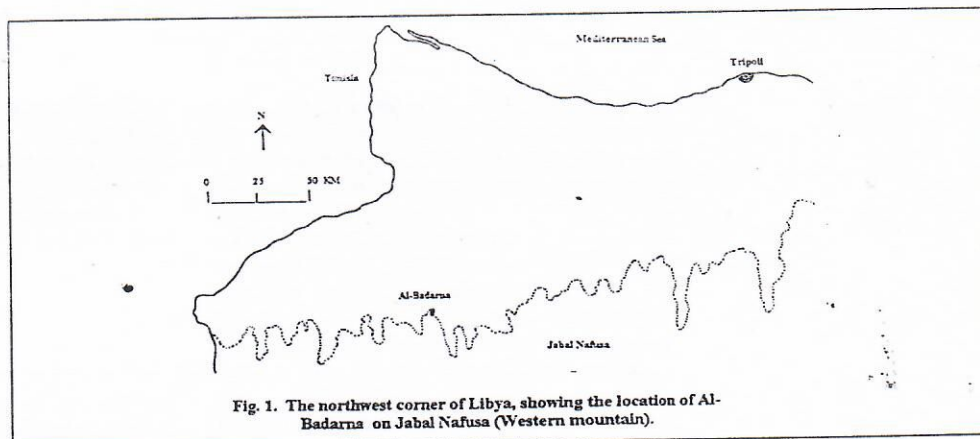 Mediterranean Sea
Tripoli
Tunisia
N
0 25 50 KM
Al-Badarna
Jabal Nafusa
Fig. 1. The northwest corner of Libya, showing the location of Al-
Badarna on Jabal Nafusa (Western mountain).